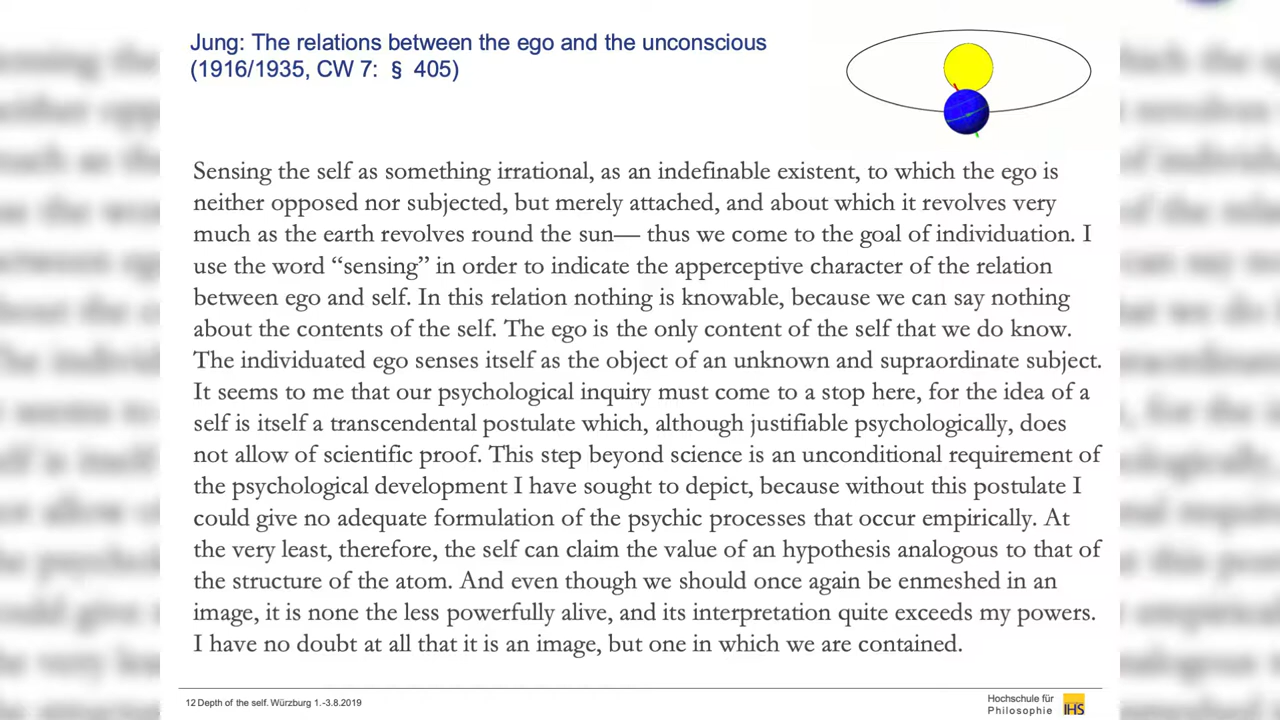 Jung: The relations between the ego and the unconscious
(1916/1935, CW 7: § 405)
Sensing the self as something irrational, as an indefinable existent, to which the ego is
neither opposed nor subjected, but merely attached, and about which it revolves very
much as the earth revolves round the sun— thus we come to the goal of individuation. I
use the word “sensing” in order to indicate the apperceptive character of the relation
between ego and self. In this relation nothing is knowable, because we can say nothing
about the contents of the self. The ego is the only content of the self that we do know.
The individuated ego senses itself as the object of an unknown and supraordinate subject.
It seems to me that our psychological inquiry must come to a stop here, for the idea of a
self is itself a transcendental postulate which, although justifiable psychologically, does
not allow of scientific proof. This step beyond science is an unconditional requirement of
the psychological development I have sought to depict, because without this postulate I
could give no adequate formulation of the psychic processes that occur empirically. At
the very least, therefore, the self can claim the value of an hypothesis analogous to that of
the structure of the atom. And even though we should once again be enmeshed in an
image, it is none the less powerfully alive, and its interpretation quite exceeds my powers.
I have no doubt at all that it is an image, but one in which we are contained.
12 Depth of the self. Würzburg 1.-3.8.2019
Hochschule für
Philosophie IHS